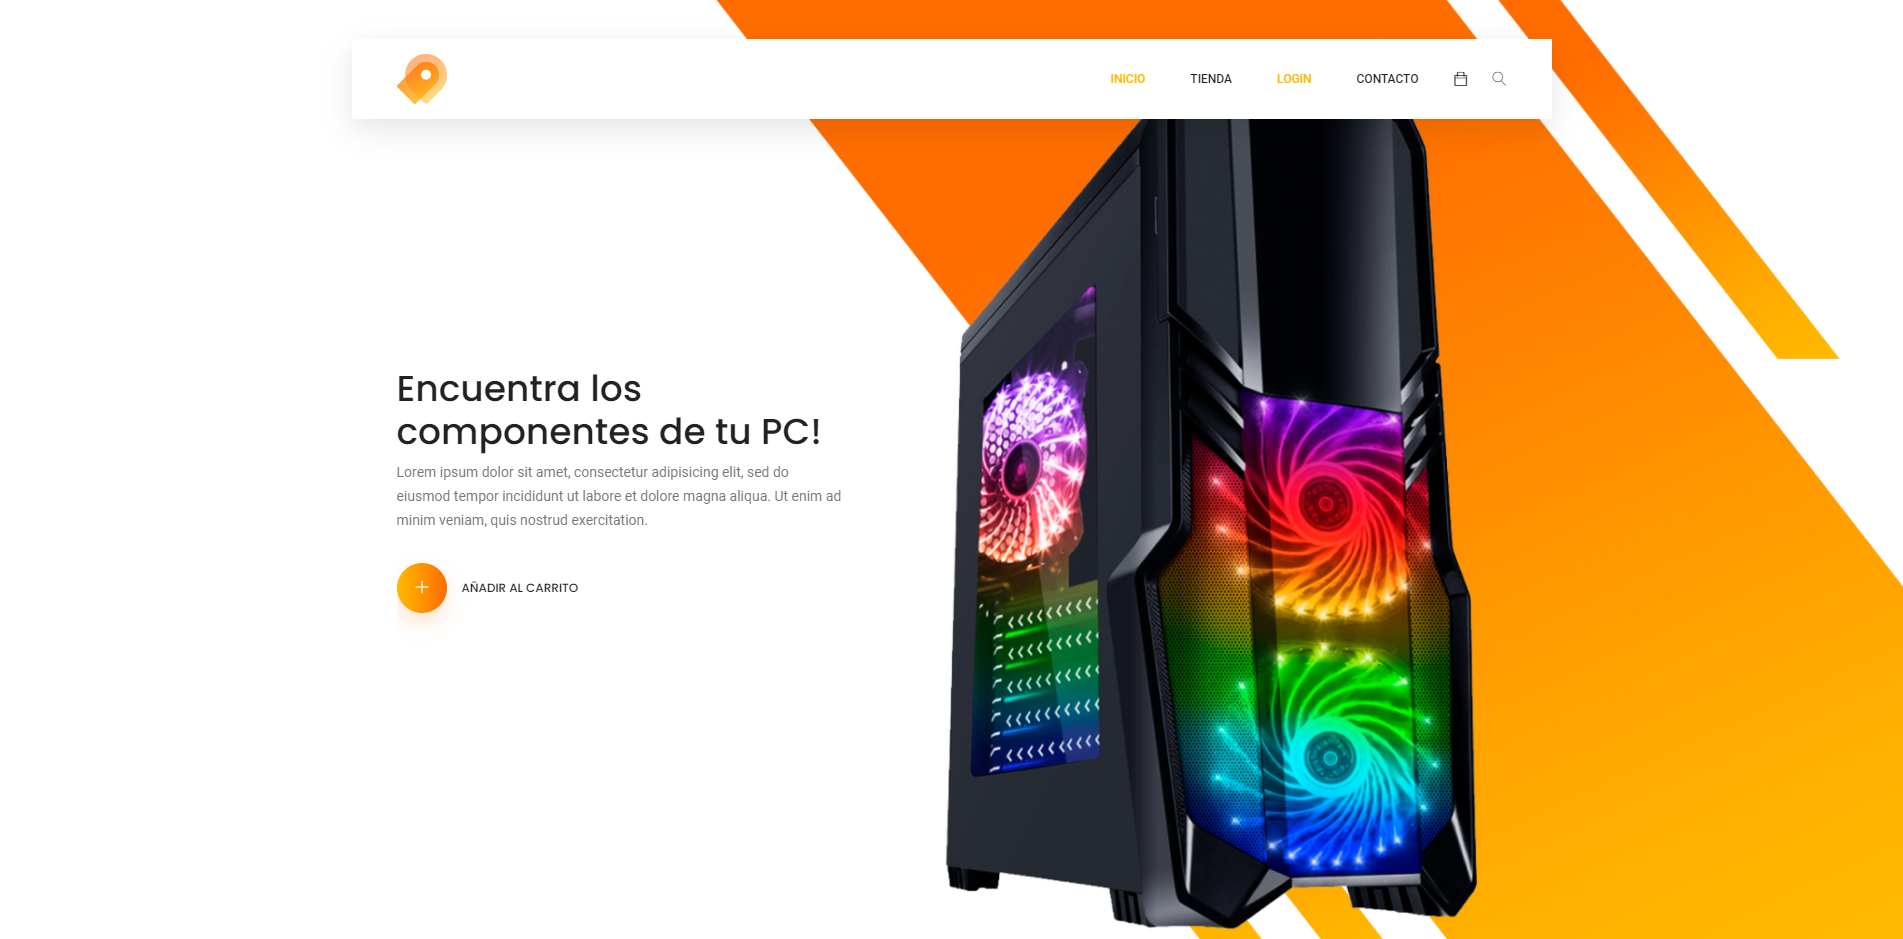 INICIO TIENDA LOGIN CONTACTO
Encuentra los
componentes de tu PC!
Lorem ipsum dolor sit amet, consectetur adipisicing elit, sed do
eiusmod tempor incididunt ut labore et dolore magna aliqua. Ut enim ad
minim veniam, quis nostrud exercitation.
AÑADIR AL CARRITO